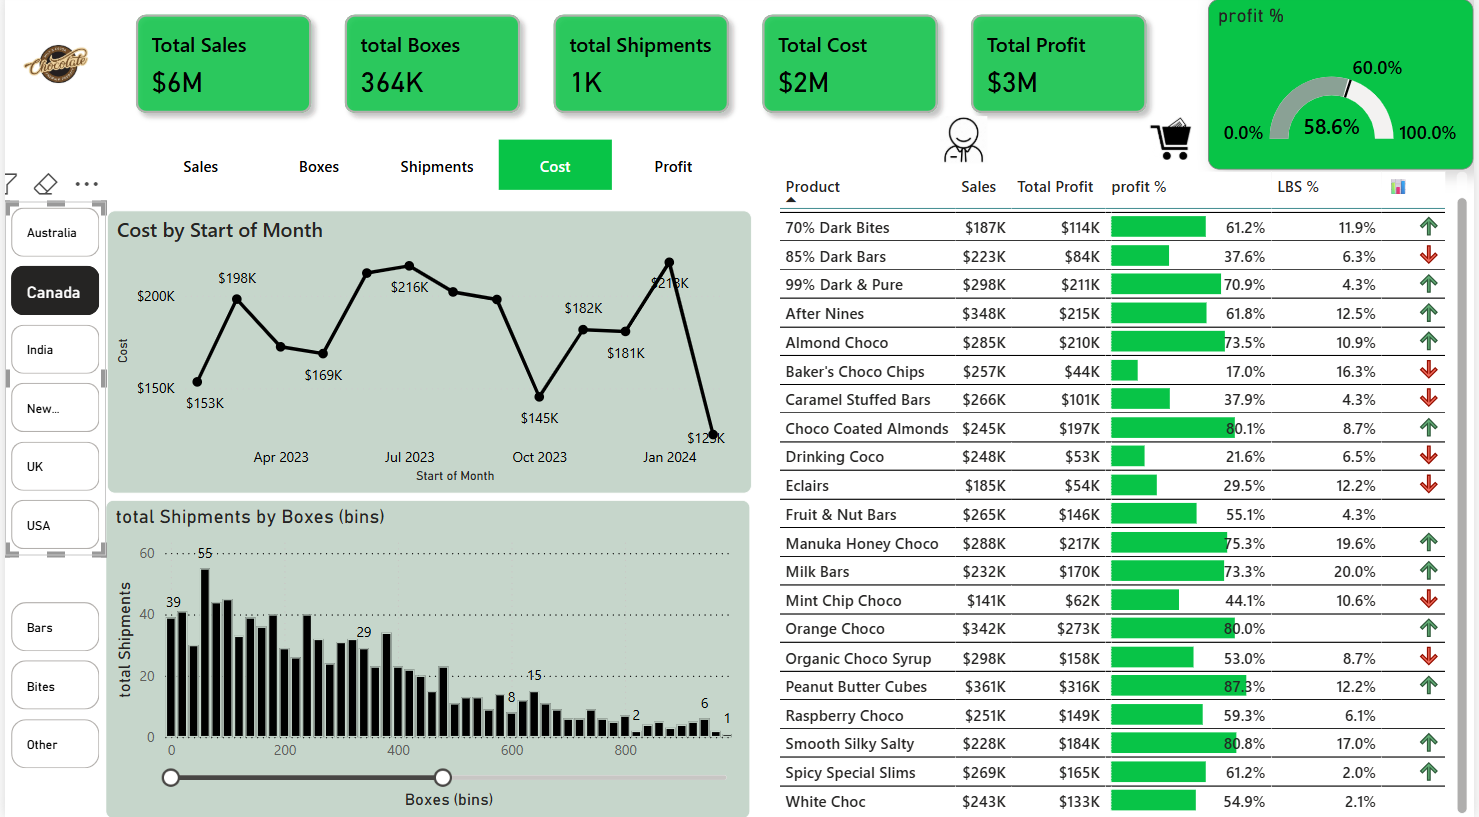 Chocolate
Total Sales
$6M
total Boxes
364K
total Shipments
1K
Total Cost
$2M
Total Profit
$3M
profit %
60.0%
0.0%
58.6%
100.0%
Sales
Boxes
Shipments
Cost
Profit
Australia
Canada
India
New...
UK
USA
Bars
Bites
Other
Cost by Start of Month
Cost
$200K
$150K
$153K
$198K
$169K
$216K
$145K
$182K
$181K
$218K
Apr 2023
Jul 2023
Oct 2023
Jan 2024
Start of Month
total Shipments by Boxes (bins)
total Shipments
60
40
20
0
39
55
29
8
15
2
6
1
0
200
400
600
800
Boxes (bins)
Product Sales Total Profit profit % LBS %
70% Dark Bites $187K $114K 61.2% 11.9%
85% Dark Bars $223K $84K 37.6% 6.3%
99% Dark & Pure $298K $211K 70.9% 4.3%
After Nines $348K $215K 61.8% 12.5%
Almond Choco $285K $210K 73.5% 10.9%
Baker's Choco Chips $257K $44K 17.0% 16.3%
Caramel Stuffed Bars $266K $101K 37.9% 4.3%
Choco Coated Almonds $245K $197K 80.1% 8.7%
Drinking Coco $248K $53K 21.6% 6.5%
Eclairs $185K $54K 29.5% 12.2%
Fruit & Nut Bars $265K $146K 55.1% 4.3%
Manuka Honey Choco $288K $217K 75.3% 19.6%
Milk Bars $232K $170K 73.3% 20.0%
Mint Chip Choco $141K $62K 44.1% 10.6%
Orange Choco $342K $273K 80.0%
Organic Choco Syrup $298K $158K 53.0% 8.7%
Peanut Butter Cubes $361K $316K 87.3% 12.2%
Raspberry Choco $251K $149K 59.3% 6.1%
Smooth Silky Salty $228K $184K 80.8% 17.0%
Spicy Special Slims $269K $165K 61.2% 2.0%
White Choc $243K $133K 54.9% 2.1%